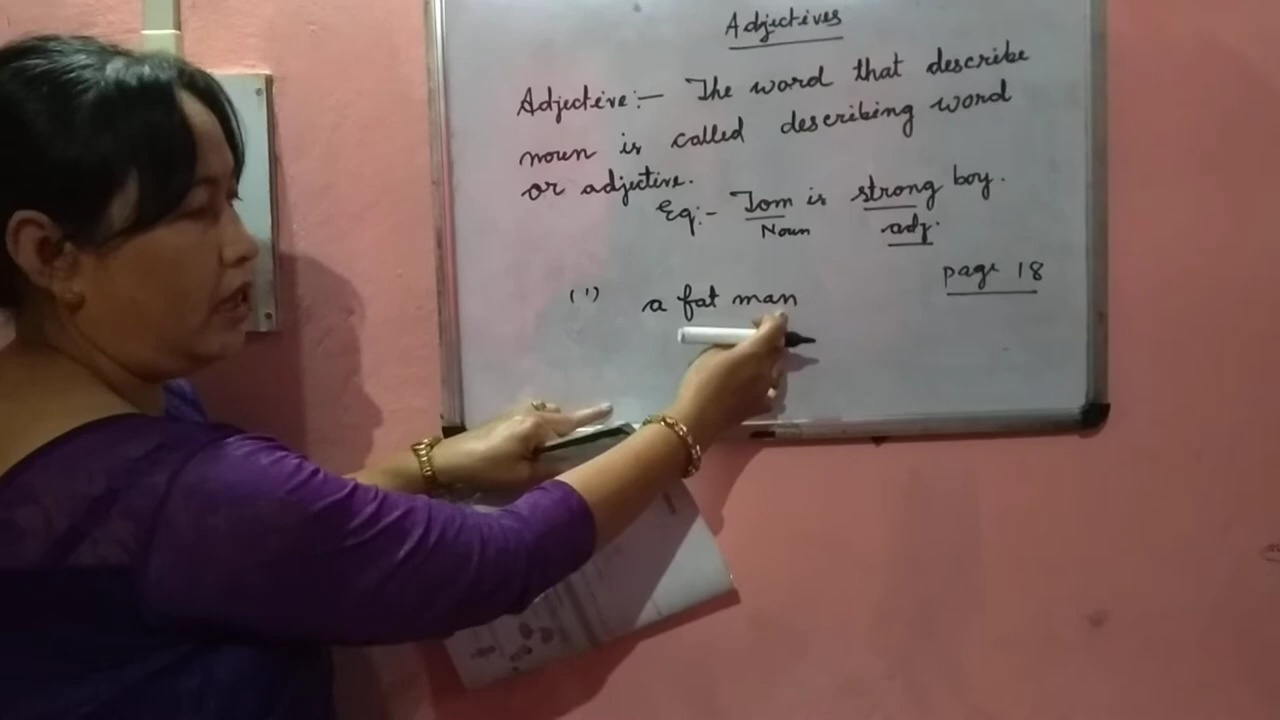 Adjectives
Adjective:- The word that describe
noun is called describing word
or adjective.
Eg:- Tom is strong boy.
Noun adj.
page 18
(1) a fat man